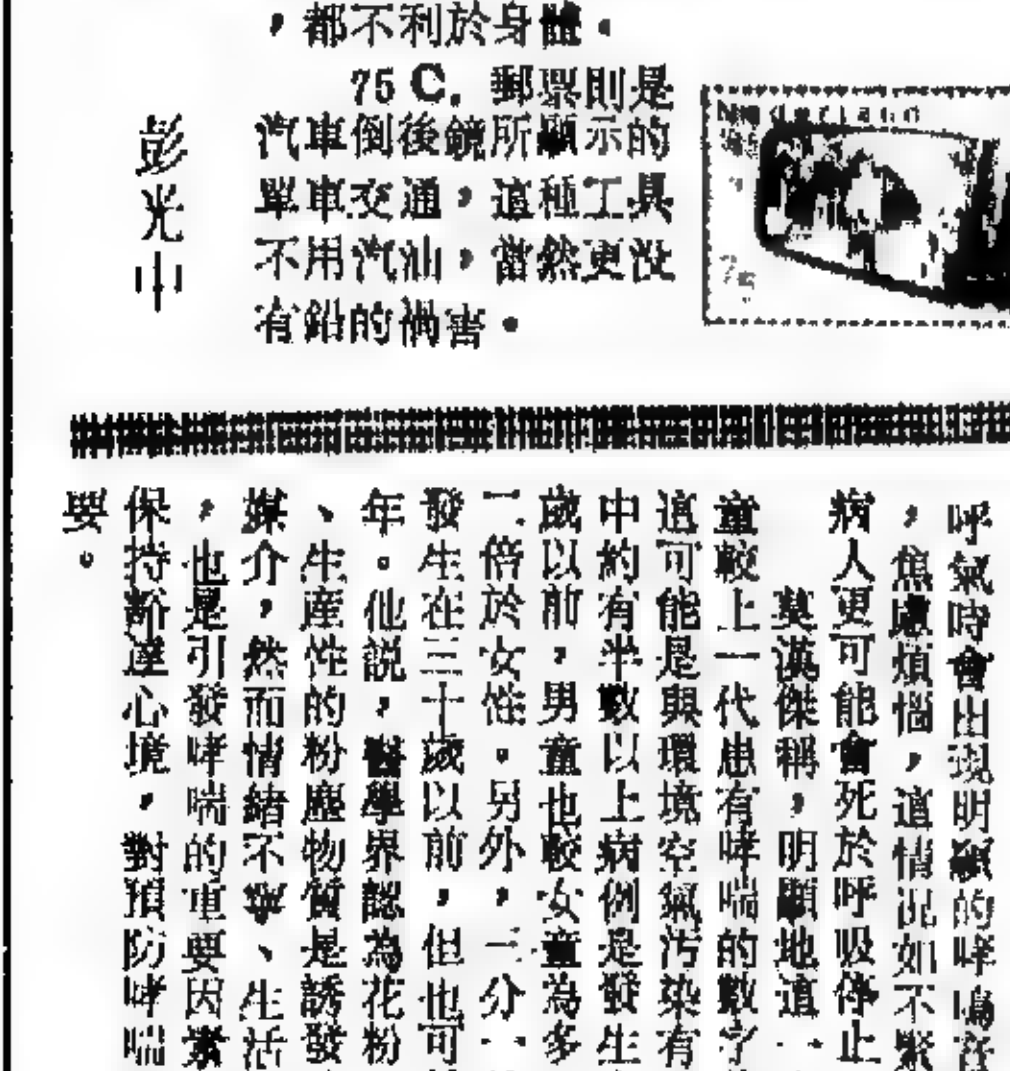 ，都不利於身體。
75 C. 郵票則是
汽車倒後鏡所顯示的
單車交通，這種工具
不用汽油，當然更沒
有鉛的禍害。
彭光中
呼氣時會出現明顯的哮鳴音
，焦慮煩惱，這情況如不緊
病人更可能會死於呼吸停止
莫漢傑稱，明顯地這一
童較上一代患有哮喘的數字
這可能是與環境空氣污染有
中約有半數以上病例是發生
歲以前，男童也較女童為多
二倍於女性。另外，三分一
發生在三十歲以前，但也可
年。他説，醫學界認為花粉
、生産性的粉塵物質是誘發
媒介，然而情緒不寧、生活
，也是引發哮喘的重要因素
保持豁達心境，對預防哮喘
要。